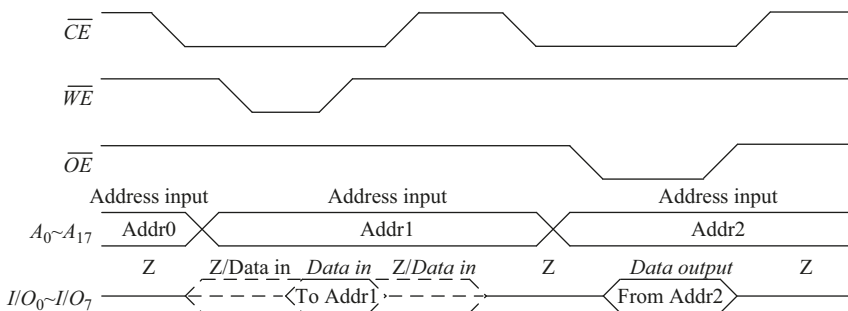 CE
WE
OE
Address input Address input Address input
A0~A17 Addr0 Addr1 Addr2
Z Z/Data in Data in Z/Data in Z Data output Z
I/O0~I/O7 To Addr1 From Addr2